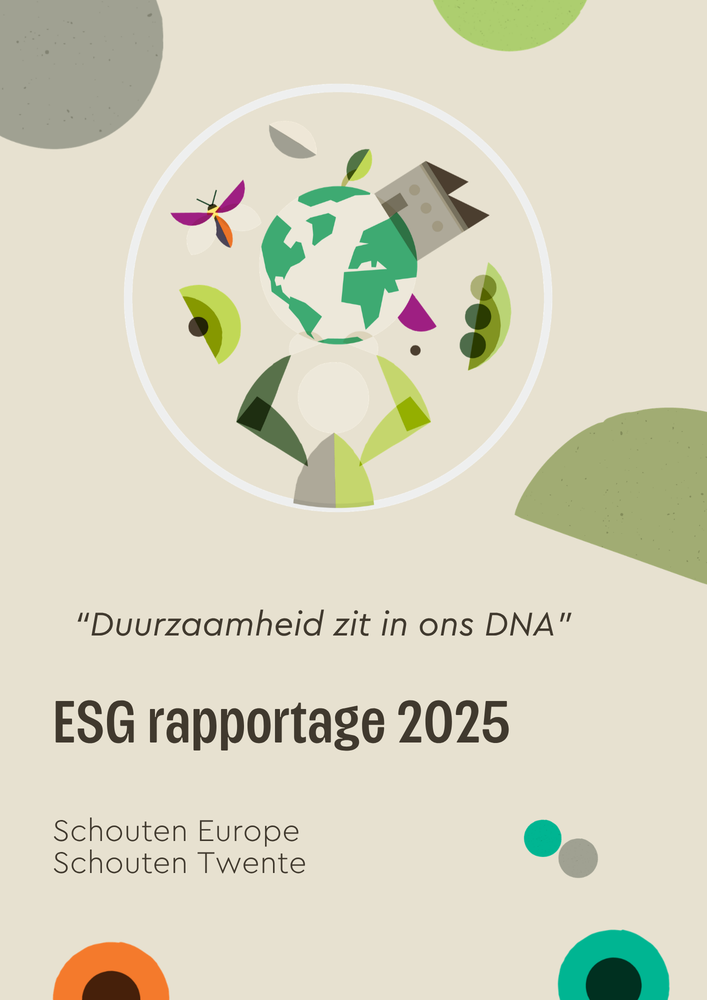 “Duurzaamheid zit in ons DNA”
ESG rapportage 2025
Schouten Europe
Schouten Twente